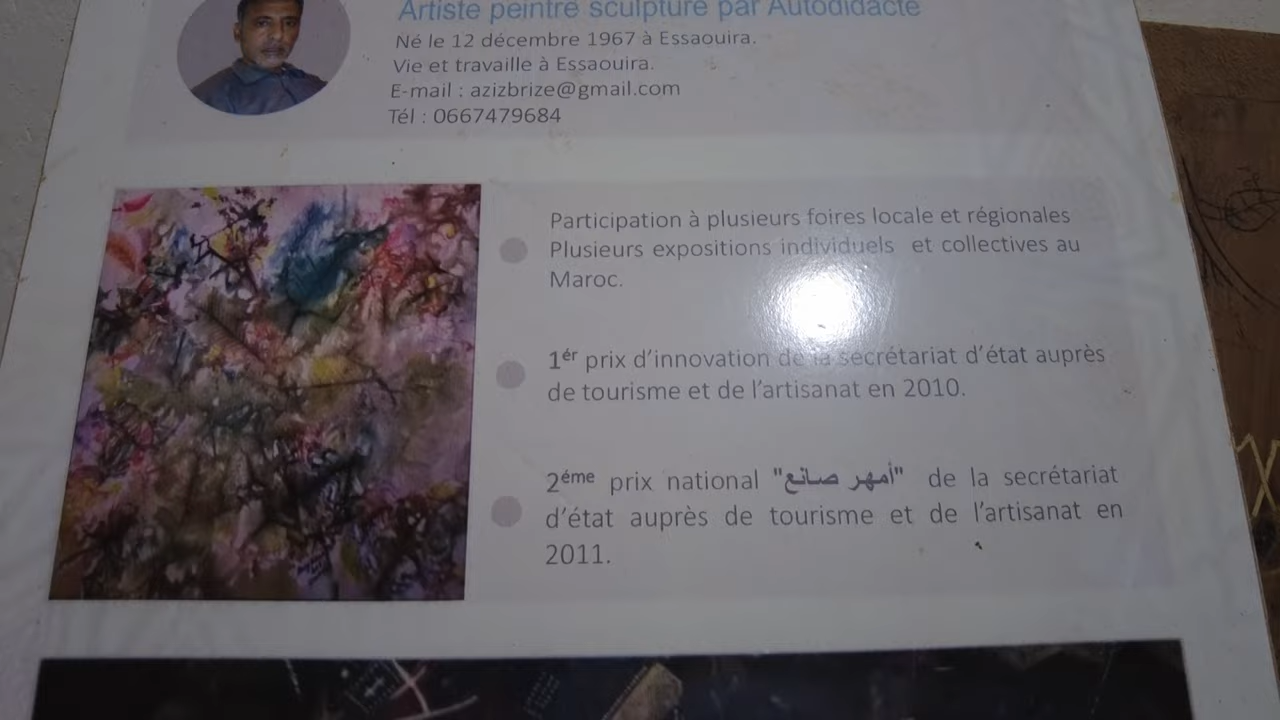 Artiste peintre sculpture par Autodidacte
Né le 12 décembre 1967 à Essaouira.
Vie et travaille à Essaouira.
E-mail : azizbrize@gmail.com
Tél : 0667479684
Participation à plusieurs foires locale et régionales
Plusieurs expositions individuels et collectives au
Maroc.
1ér prix d'innovation de la secrétariat d'état auprès
de tourisme et de l'artisanat en 2010.
2éme prix national "أمهر صانع" de la secrétariat
d'état auprès de tourisme et de l'artisanat en
2011.